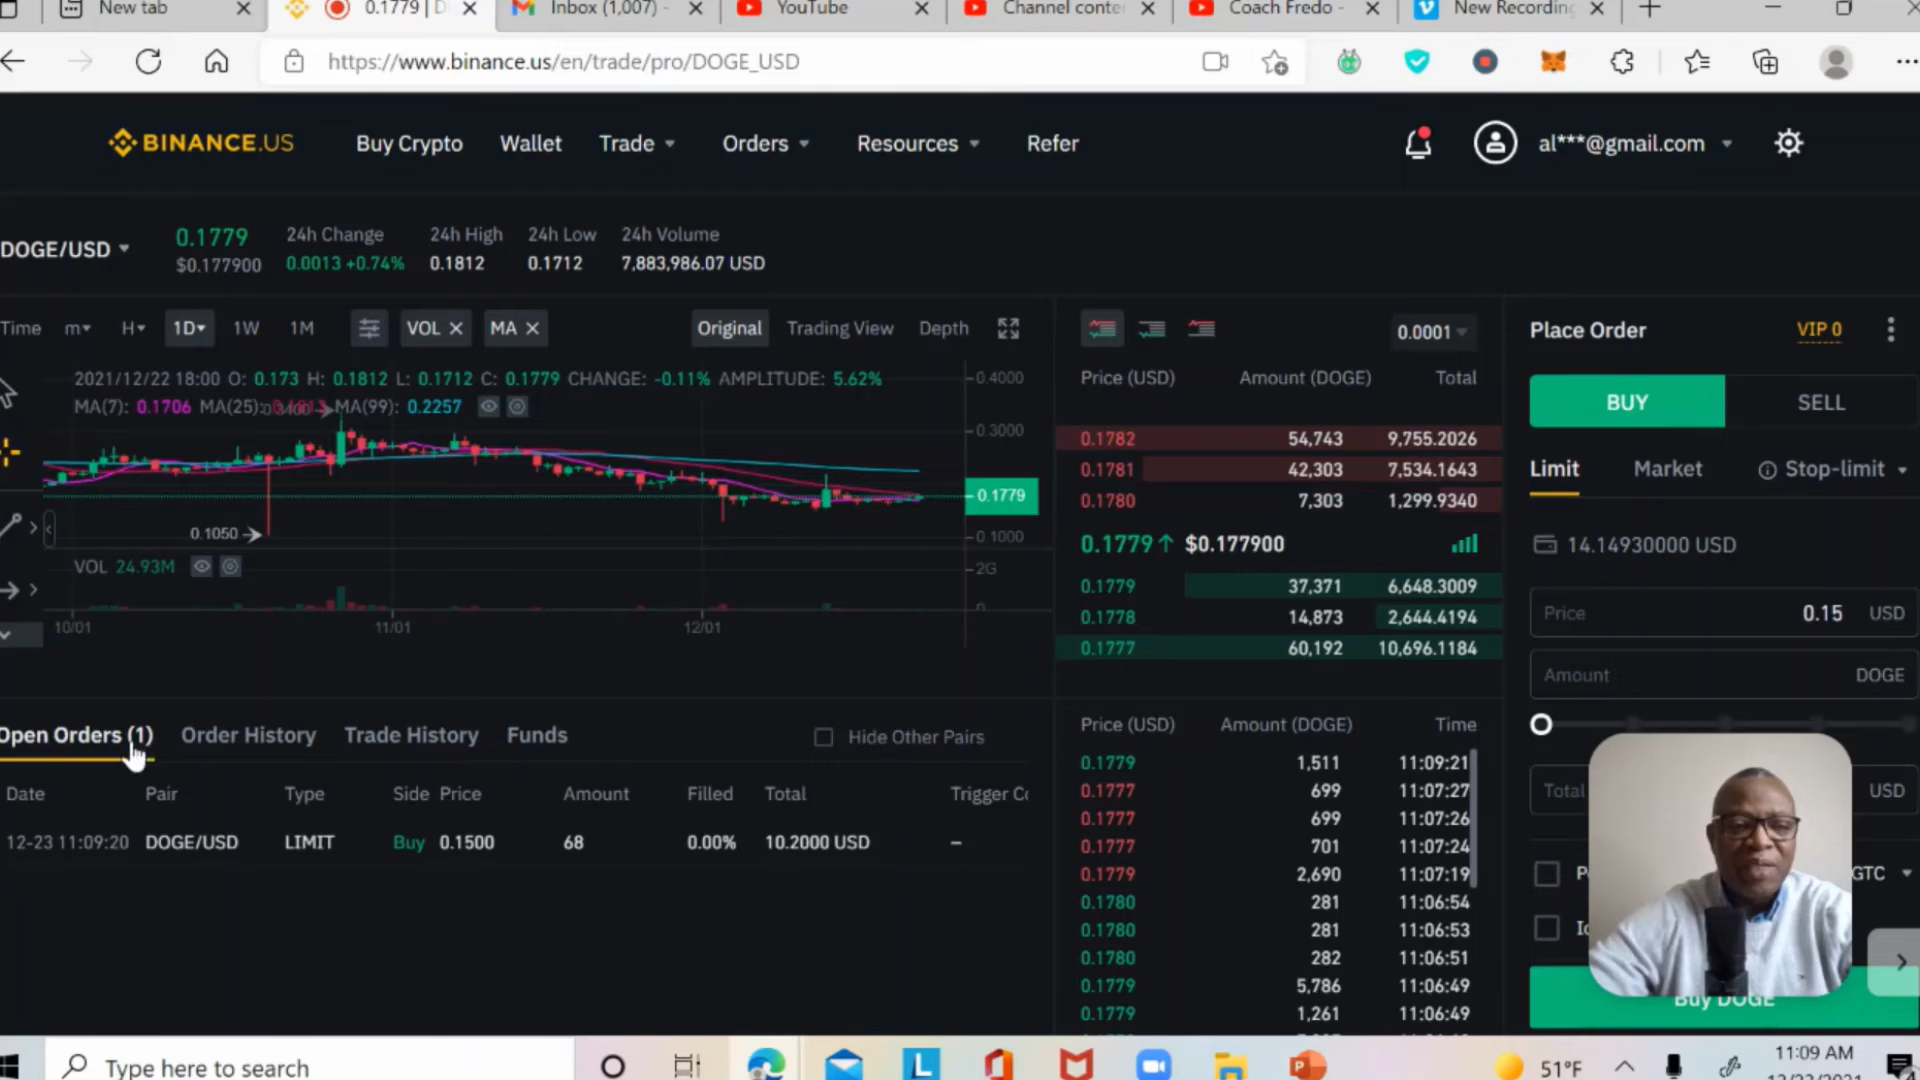 New tab
0.1779 | D
Inbox (1,007) -
YouTube
Channel conte
Coach Fredo -
New Recording
https://www.binance.us/en/trade/pro/DOGE_USD
BINANCE.US
Buy Crypto
Wallet
Trade
Orders
Resources
Refer
al***@gmail.com
DOGE/USD
0.1779
$0.177900
24h Change
0.0013 +0.74%
24h High
0.1812
24h Low
0.1712
24h Volume
7,883,986.07 USD
Time m H 1D 1W 1M VOL MA Original Trading View Depth
2021/12/22 18:00 O: 0.173 H: 0.1812 L: 0.1712 C: 0.1779 CHANGE: -0.11% AMPLITUDE: 5.62%
MA(7): 0.1706 MA(25): MA(99): 0.2257
0.4000
0.3000
0.1779
0.1050
0.1000
VOL 24.93M
2G
0
10/01 11/01 12/01
0.0001
Price (USD) Amount (DOGE) Total
0.1782 54,743 9,755.2026
0.1781 42,303 7,534.1643
0.1780 7,303 1,299.9340
0.1779 $0.177900
0.1779 37,371 6,648.3009
0.1778 14,873 2,644.4194
0.1777 60,192 10,696.1184
Place Order VIP 0
BUY SELL
Limit Market Stop-limit
14.14930000 USD
Price 0.15 USD
Amount DOGE
Total USD
GTC
Buy DOGE
Open Orders (1) Order History Trade History Funds Hide Other Pairs
Date Pair Type Side Price Amount Filled Total Trigger Co
12-23 11:09:20 DOGE/USD LIMIT Buy 0.1500 68 0.00% 10.2000 USD –
Price (USD) Amount (DOGE) Time
0.1779 1,511 11:09:21
0.1777 699 11:07:27
0.1777 699 11:07:26
0.1777 701 11:07:24
0.1779 2,690 11:07:19
0.1780 281 11:06:54
0.1780 281 11:06:53
0.1780 282 11:06:51
0.1779 5,786 11:06:49
0.1779 1,261 11:06:49
Type here to search
51°F
11:09 AM